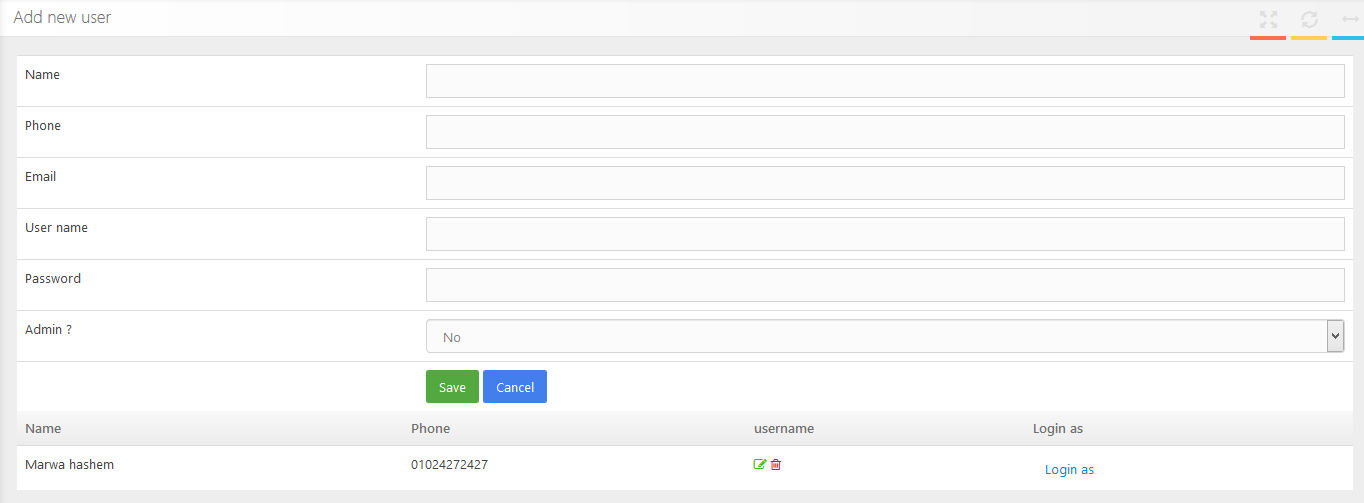 Add new user
Name
Phone
Email
User name
Password
Admin ? No
Save Cancel
Name Phone username Login as
Marwa hashem 01024272427 Login as